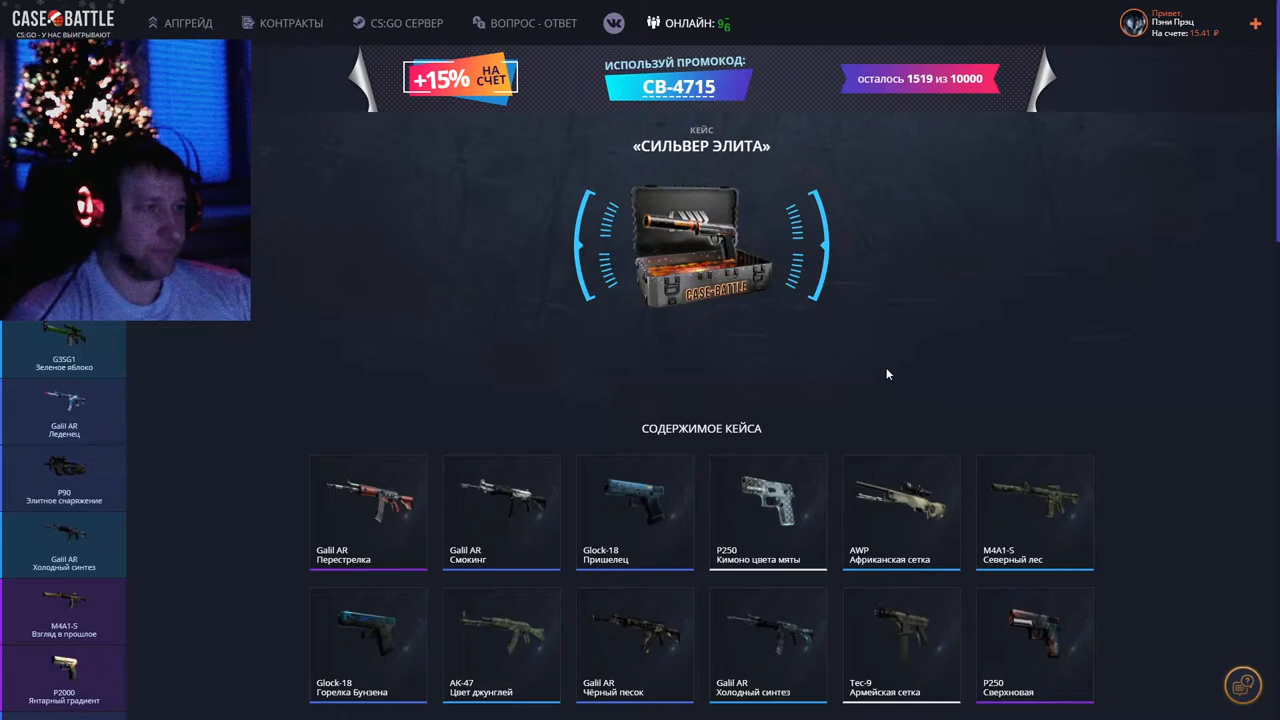 CASE BATTLE
CS:GO - У НАС ВЫИГРЫВАЮТ
АПГРЕЙД
КОНТРАКТЫ
CS:GO СЕРВЕР
ВОПРОС - ОТВЕТ
ОНЛАЙН:
Привет,
Пэни Прэц
На счете: 15.41 ₽
+15% НА СЧЕТ
ИСПОЛЬЗУЙ ПРОМОКОД:
CB-4715
осталось 1519 из 10000
КЕЙС
«СИЛЬВЕР ЭЛИТА»
CASE-BATTLE
G3SG1
Зеленое яблоко
Galil AR
Леденец
P90
Элитное снаряжение
Galil AR
Холодный синтез
M4A1-S
Взгляд в прошлое
P2000
Янтарный градиент
СОДЕРЖИМОЕ КЕЙСА
Galil AR
Перестрелка
Galil AR
Смокинг
Glock-18
Пришелец
P250
Кимоно цвета мяты
AWP
Африканская сетка
M4A1-S
Северный лес
Glock-18
Горелка Бунзена
AK-47
Цвет джунглей
Galil AR
Чёрный песок
Galil AR
Холодный синтез
Tec-9
Армейская сетка
P250
Сверхновая